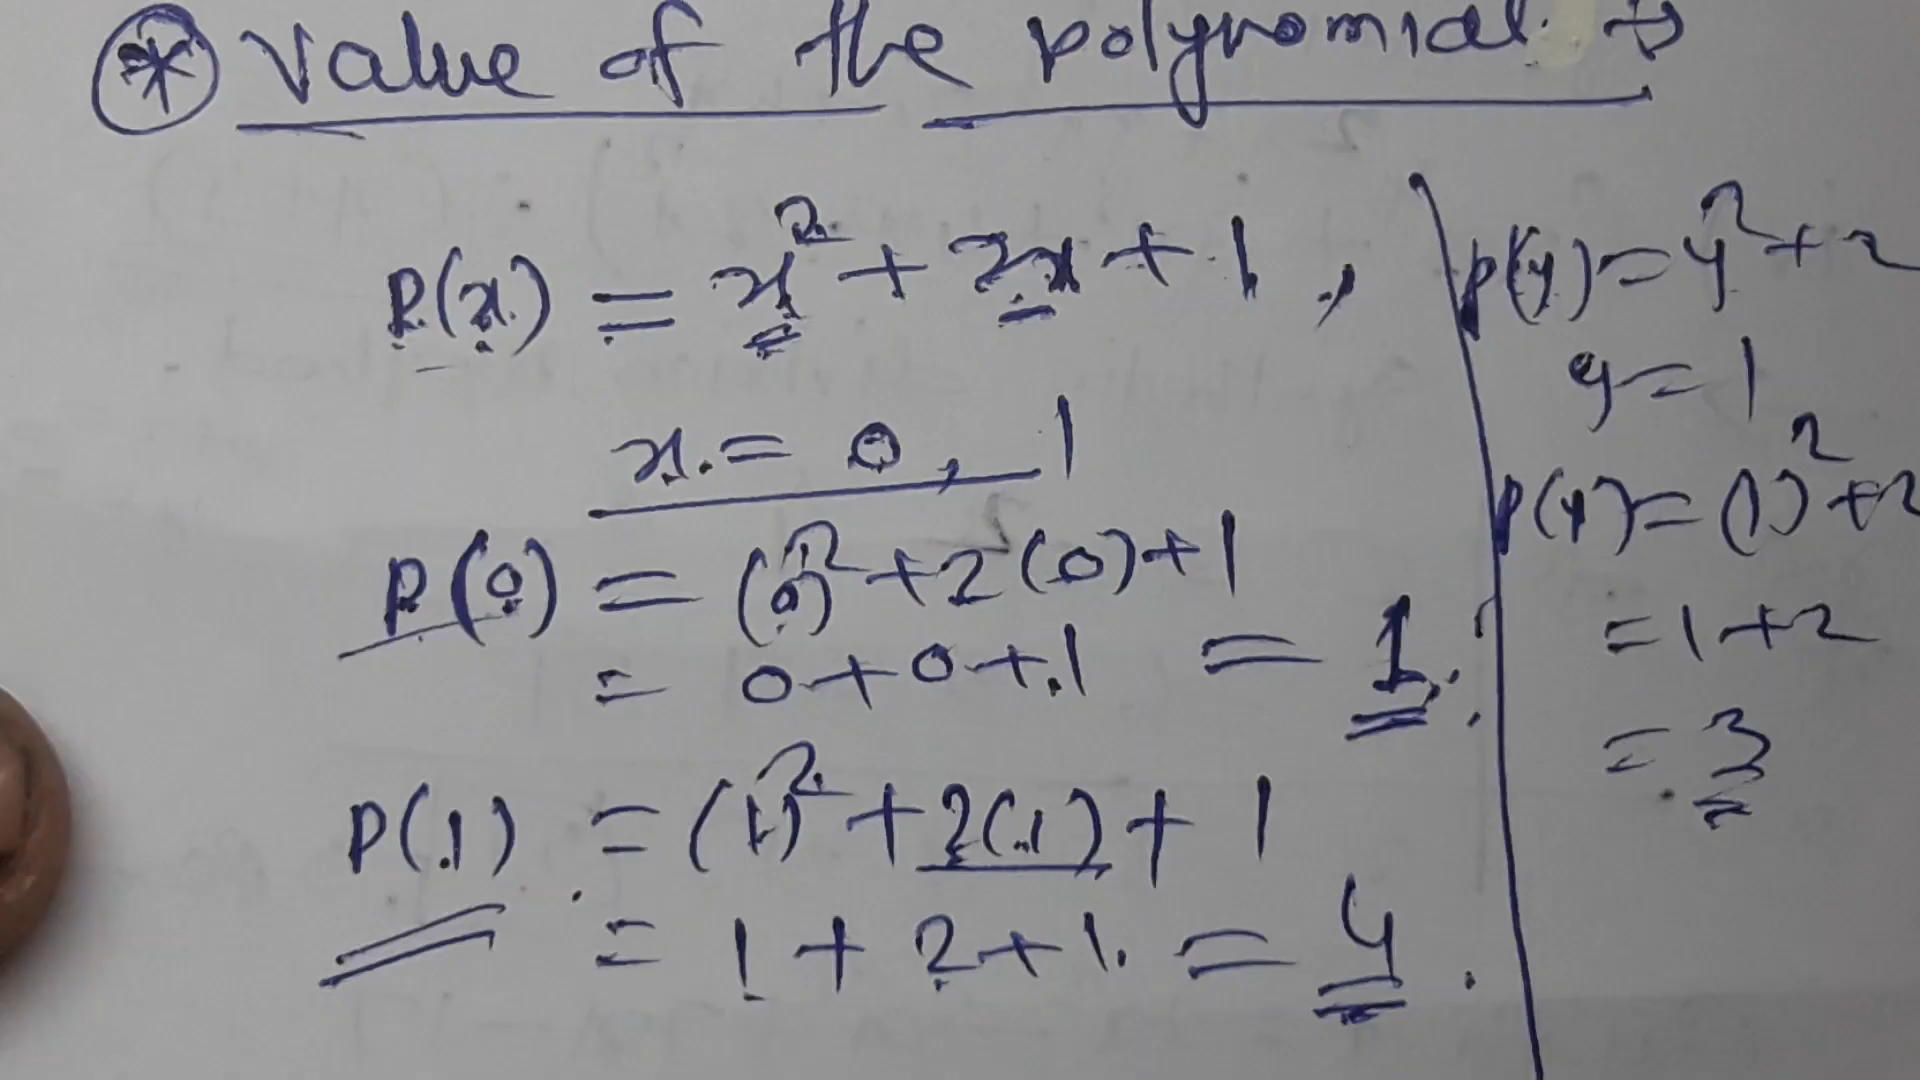 * Value of the polynomial →
P(x) = x² + 2x + 1,
x = 0, 1
P(0) = (0)² + 2(0) + 1
= 0 + 0 + 1 = 1
P(1) = (1)² + 2(1) + 1
= 1 + 2 + 1 = 4
p(y) = y² + 2
y = 1
p(y) = (1)² + 2
= 1 + 2
= 3